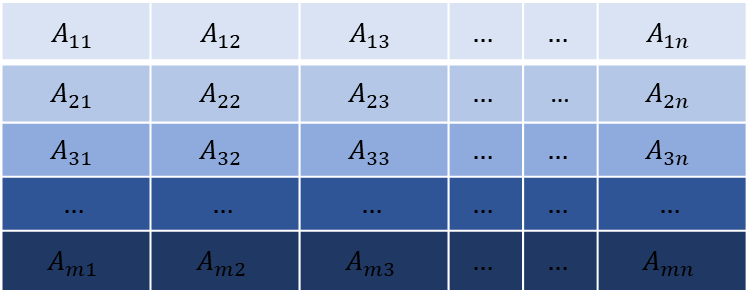 A₁₁ A₁₂ A₁₃ ... ... A₁ₙ
A₂₁ A₂₂ A₂₃ ... ... A₂ₙ
A₃₁ A₃₂ A₃₃ ... ... A₃ₙ
... ... ... ... ... ...
Aₘ₁ Aₘ₂ Aₘ₃ ... ... Aₘₙ